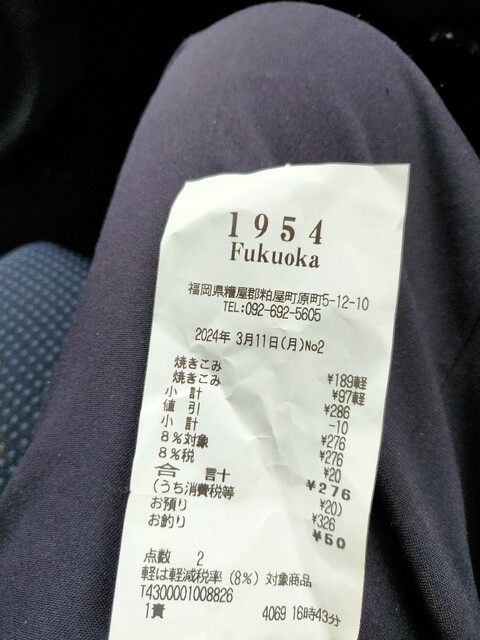 1954
Fukuoka
福岡県糟屋郡粕屋町原町5-12-10
TEL:092-692-5605
2024年 3月11日(月)No2
焼きこみ ¥189軽
焼きこみ ¥97軽
小 計 ¥286
値 引 -10
小 計 ¥276
8%対象 ¥276
8%税 ¥20
合 計 ¥276
(うち消費税等 ¥20)
お預り ¥326
お釣り ¥50
点数 2
軽は軽減税率(8%)対象商品
T4300001008826
1責 4069 16時43分